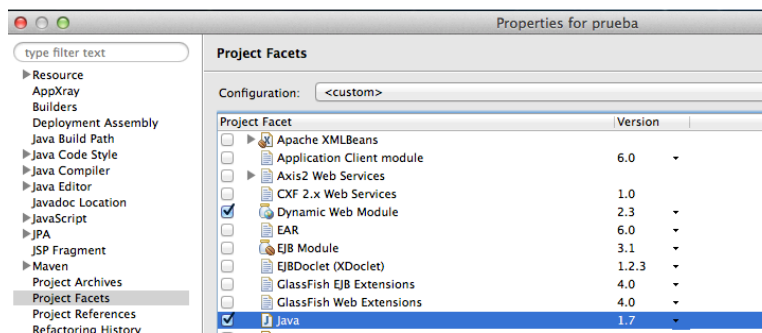 Properties for prueba
type filter text
Resource
AppXray
Builders
Deployment Assembly
Java Build Path
Java Code Style
Java Compiler
Java Editor
Javadoc Location
JavaScript
JPA
JSP Fragment
Maven
Project Archives
Project Facets
Project References
Refactoring History
Project Facets
Configuration: <custom>
Project Facet Version
Apache XMLBeans
Application Client module 6.0
Axis2 Web Services
CXF 2.x Web Services 1.0
Dynamic Web Module 2.3
EAR 6.0
EJB Module 3.1
EJBDoclet (XDoclet) 1.2.3
GlassFish EJB Extensions 4.0
GlassFish Web Extensions 4.0
Java 1.7